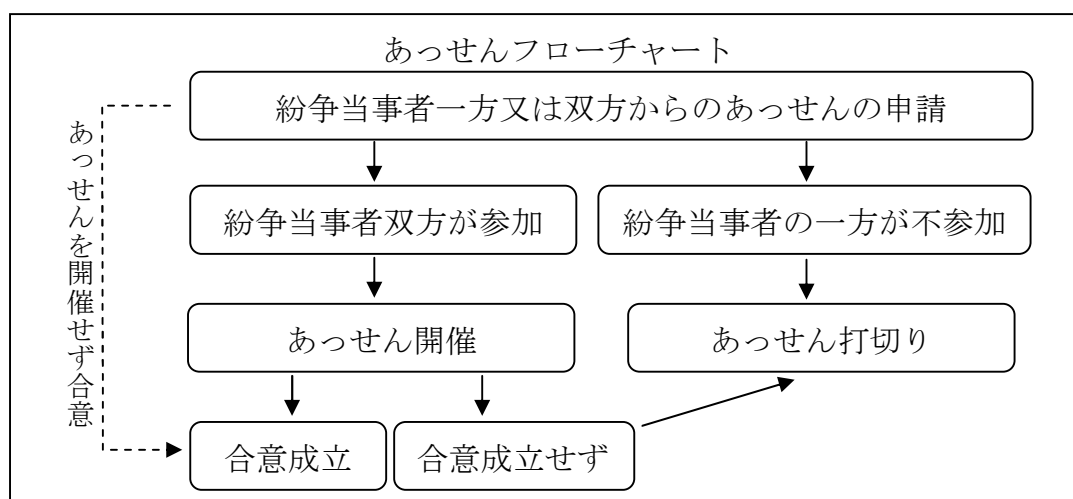 あっせんフローチャート
紛争当事者一方又は双方からのあっせんの申請
あっせんを開催せず合意
紛争当事者双方が参加
紛争当事者の一方が不参加
あっせん開催
あっせん打切り
合意成立
合意成立せず